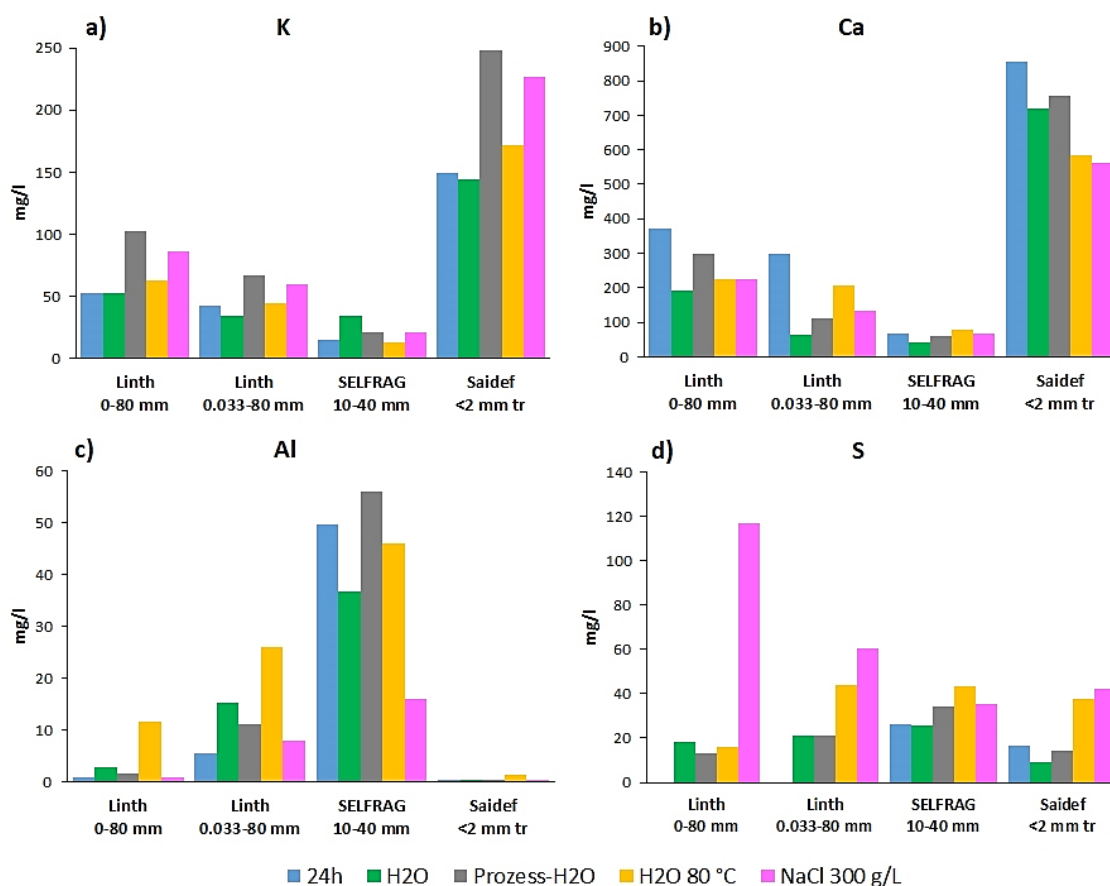 a) K
250
200
150
100
50
0
mg/l
Linth
0-80 mm
Linth
0.033-80 mm
SELFRAG
10-40 mm
Saidef
<2 mm tr
b) Ca
900
800
700
600
500
400
300
200
100
0
mg/l
Linth
0-80 mm
Linth
0.033-80 mm
SELFRAG
10-40 mm
Saidef
<2 mm tr
c) Al
60
50
40
30
20
10
0
mg/l
Linth
0-80 mm
Linth
0.033-80 mm
SELFRAG
10-40 mm
Saidef
<2 mm tr
d) S
140
120
100
80
60
40
20
0
mg/l
Linth
0-80 mm
Linth
0.033-80 mm
SELFRAG
10-40 mm
Saidef
<2 mm tr
24h H2O Prozess-H2O H2O 80 °C NaCl 300 g/L